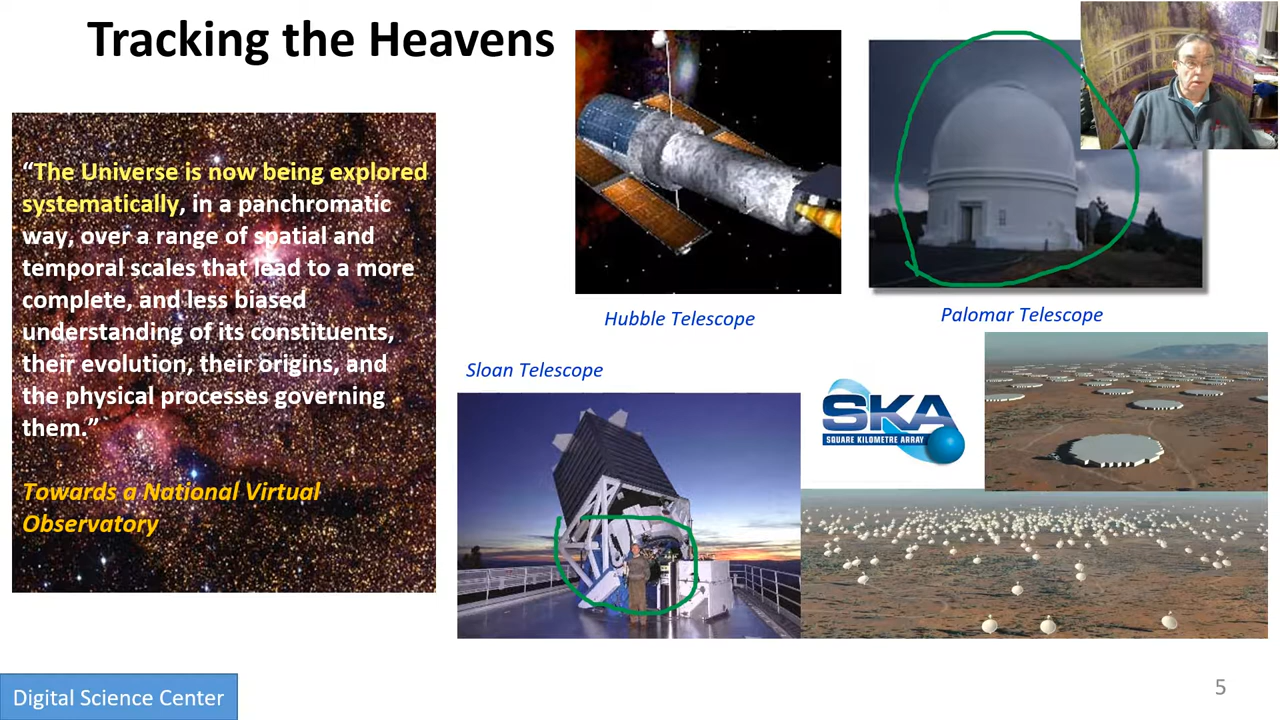 Tracking the Heavens
“The Universe is now being explored
systematically, in a panchromatic
way, over a range of spatial and
temporal scales that lead to a more
complete, and less biased
understanding of its constituents,
their evolution, their origins, and
the physical processes governing
them.”
Towards a National Virtual
Observatory
Hubble Telescope
Palomar Telescope
Sloan Telescope
SKA
SQUARE KILOMETRE ARRAY
Digital Science Center
5